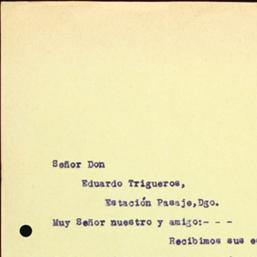 Señor Don
Eduardo Trigueros,
Estación Pasaje,Dgo.
Muy Señor nuestro y amigo:- - -
Recibimos sus